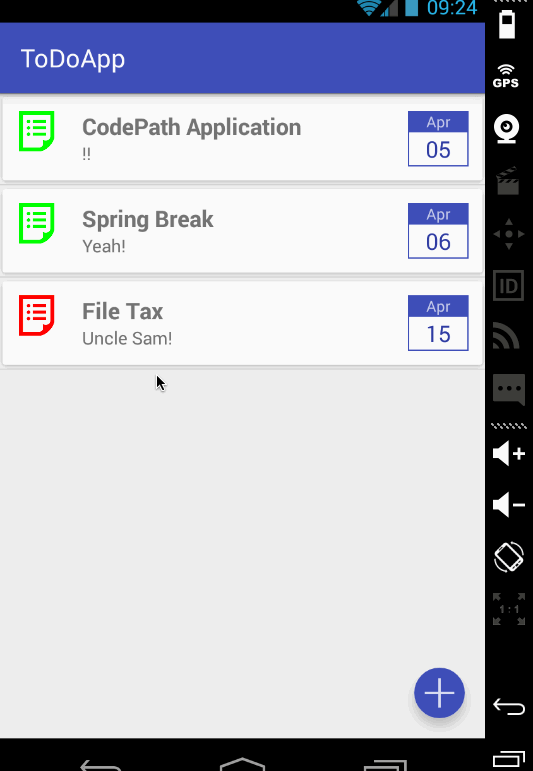 09:24
ToDoApp
CodePath Application
!!
Apr
05
Spring Break
Yeah!
Apr
06
File Tax
Uncle Sam!
Apr
15
GPS
ID
1:1